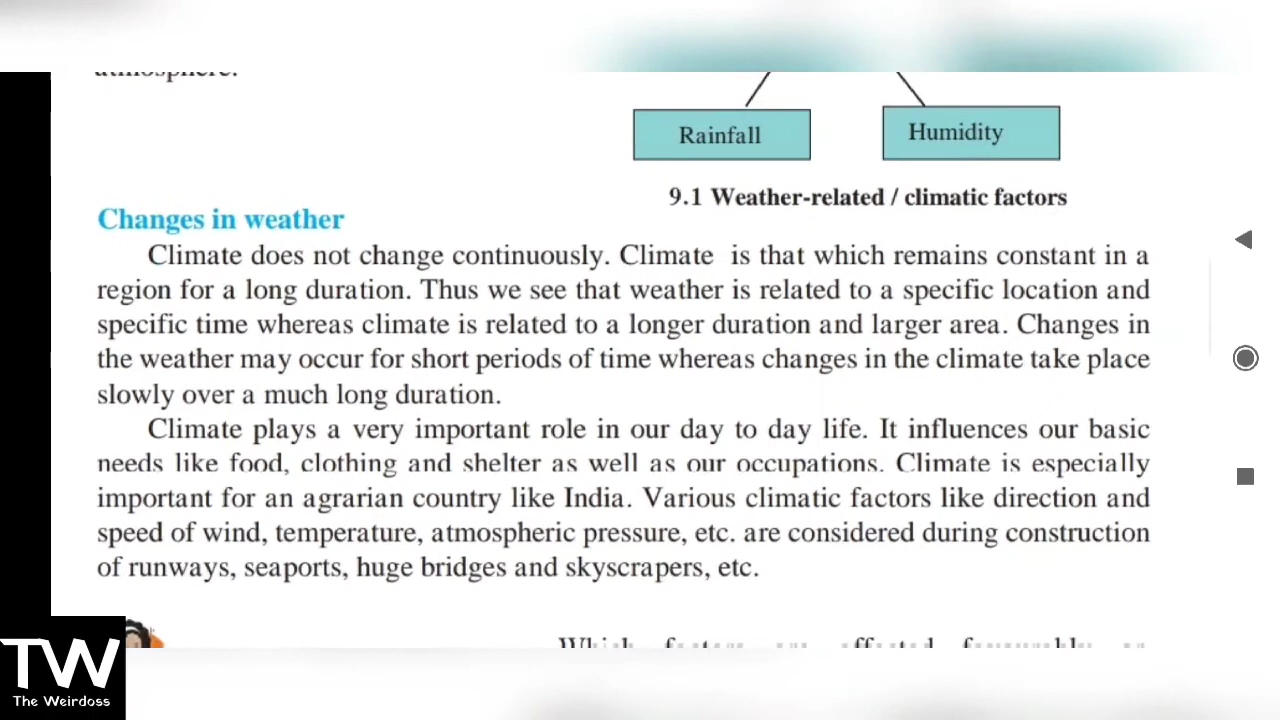 atmosphere.
Rainfall
Humidity
9.1 Weather-related / climatic factors
Changes in weather
Climate does not change continuously. Climate is that which remains constant in a
region for a long duration. Thus we see that weather is related to a specific location and
specific time whereas climate is related to a longer duration and larger area. Changes in
the weather may occur for short periods of time whereas changes in the climate take place
slowly over a much long duration.
Climate plays a very important role in our day to day life. It influences our basic
needs like food, clothing and shelter as well as our occupations. Climate is especially
important for an agrarian country like India. Various climatic factors like direction and
speed of wind, temperature, atmospheric pressure, etc. are considered during construction
of runways, seaports, huge bridges and skyscrapers, etc.
Which factors are affected favourably or
TW
The Weirdoss